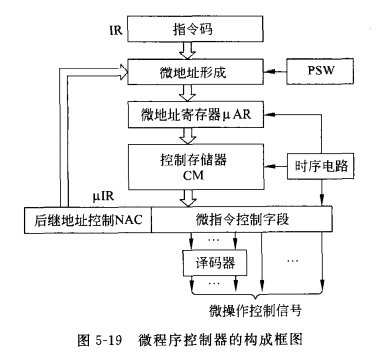 IR 指令码
微地址形成 PSW
微地址寄存器μAR
控制存储器
CM
时序电路
μIR
后继地址控制NAC 微指令控制字段
… …
译码器 …
…
微操作控制信号
图 5-19 微程序控制器的构成框图